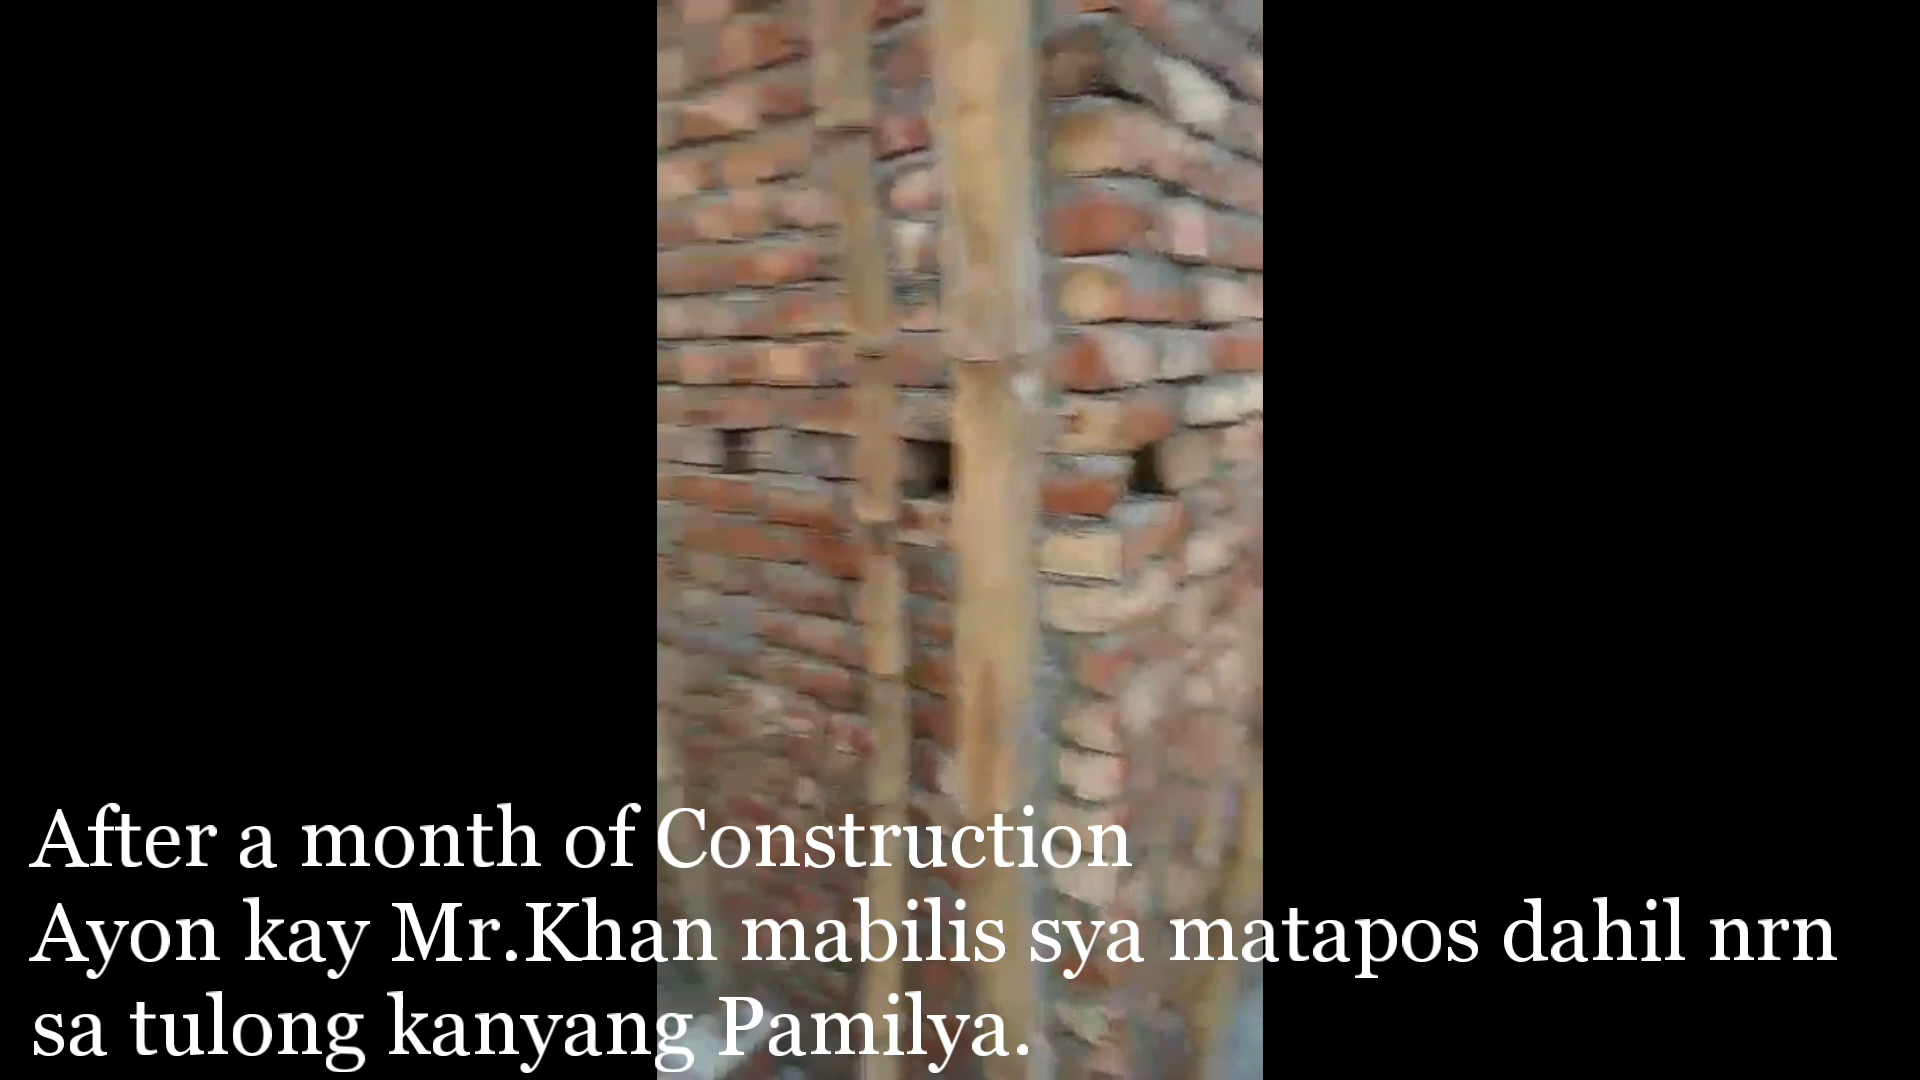 After a month of Construction
Ayon kay Mr.Khan mabilis sya matapos dahil nrn
sa tulong kanyang Pamilya.